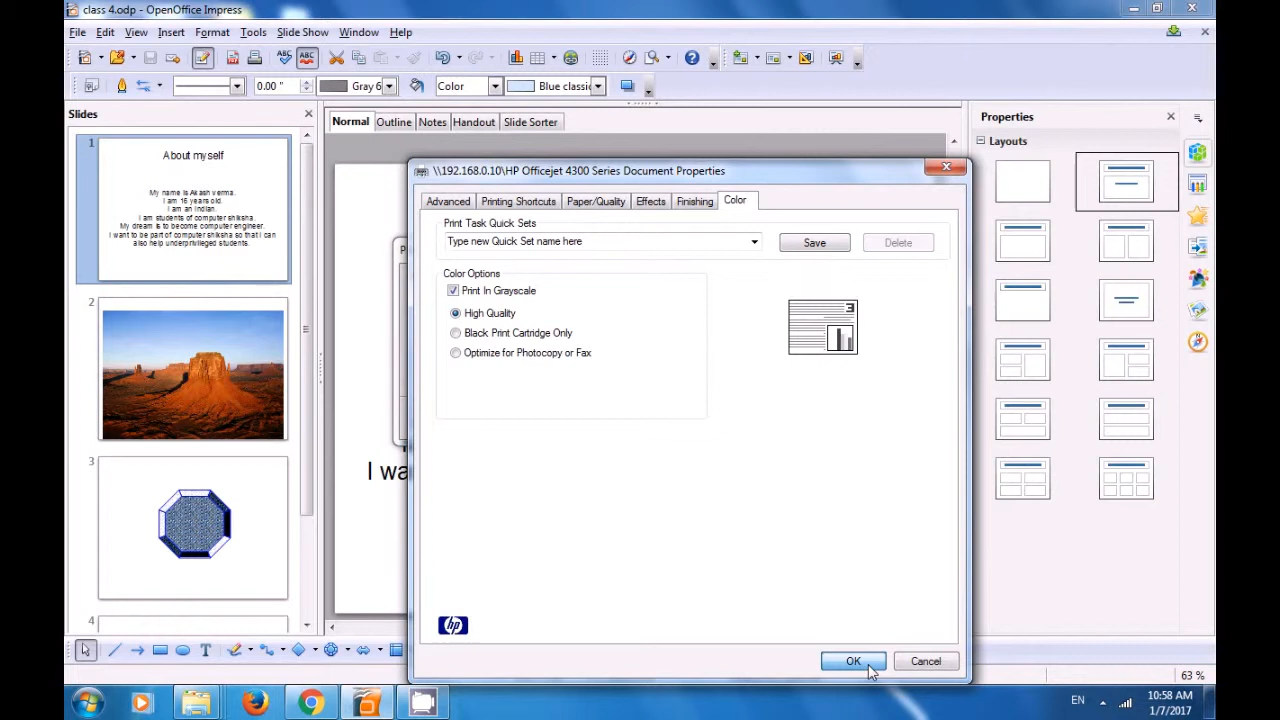 class 4.odp - OpenOffice Impress
File Edit View Insert Format Tools Slide Show Window Help
0.00 " Gray 6 Color Blue classic
Slides
Normal Outline Notes Handout Slide Sorter
Properties
Layouts
1
About myself
My name Is Akash verma.
I am 16 years old.
I am an Indian.
I am students of computer shiksha.
My dream is to become computer engineer.
I want to be part of computer shiksha so that I can
also help underprivileged students.
2
3
4
I wa
\\192.168.0.10\HP Officejet 4300 Series Document Properties
Advanced Printing Shortcuts Paper/Quality Effects Finishing Color
Print Task Quick Sets
Type new Quick Set name here Save Delete
Color Options
Print In Grayscale
High Quality
Black Print Cartridge Only
Optimize for Photocopy or Fax
3
hp
OK Cancel
63 %
EN 10:58 AM
1/7/2017